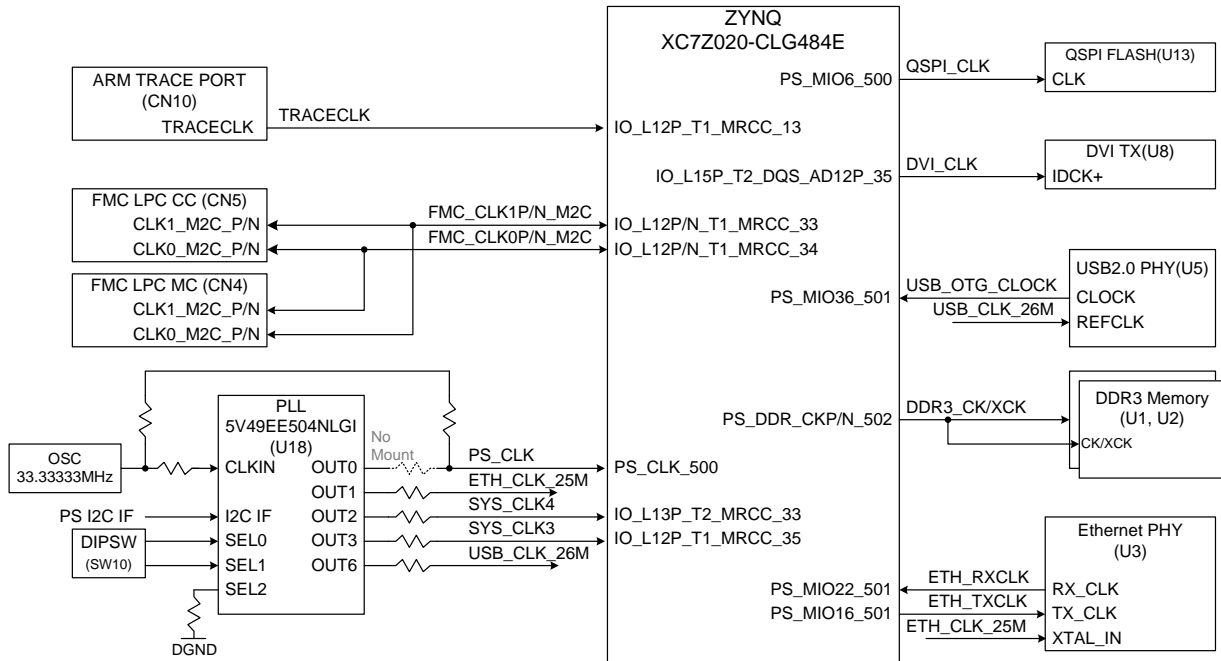 ZYNQ
XC7Z020-CLG484E
ARM TRACE PORT
(CN10)
TRACECLK
TRACECLK
IO_L12P_T1_MRCC_13
PS_MIO6_500
QSPI_CLK
QSPI FLASH(U13)
CLK
IO_L15P_T2_DQS_AD12P_35
DVI_CLK
DVI TX(U8)
IDCK+
FMC LPC CC (CN5)
CLK1_M2C_P/N
CLK0_M2C_P/N
FMC_CLK1P/N_M2C
FMC_CLK0P/N_M2C
IO_L12P/N_T1_MRCC_33
IO_L12P/N_T1_MRCC_34
FMC LPC MC (CN4)
CLK1_M2C_P/N
CLK0_M2C_P/N
PS_MIO36_501
USB_OTG_CLOCK
USB_CLK_26M
USB2.0 PHY(U5)
CLOCK
REFCLK
PS_DDR_CKP/N_502
DDR3_CK/XCK
DDR3 Memory
(U1, U2)
CK/XCK
OSC
33.33333MHz
PS I2C IF
DIPSW
(SW10)
PLL
5V49EE504NLGI
(U18)
CLKIN
I2C IF
SEL0
SEL1
SEL2
DGND
OUT0
OUT1
OUT2
OUT3
OUT6
No
Mount
PS_CLK
ETH_CLK_25M
SYS_CLK4
SYS_CLK3
USB_CLK_26M
PS_CLK_500
IO_L13P_T2_MRCC_33
IO_L12P_T1_MRCC_35
PS_MIO22_501
PS_MIO16_501
ETH_RXCLK
ETH_TXCLK
ETH_CLK_25M
Ethernet PHY
(U3)
RX_CLK
TX_CLK
XTAL_IN